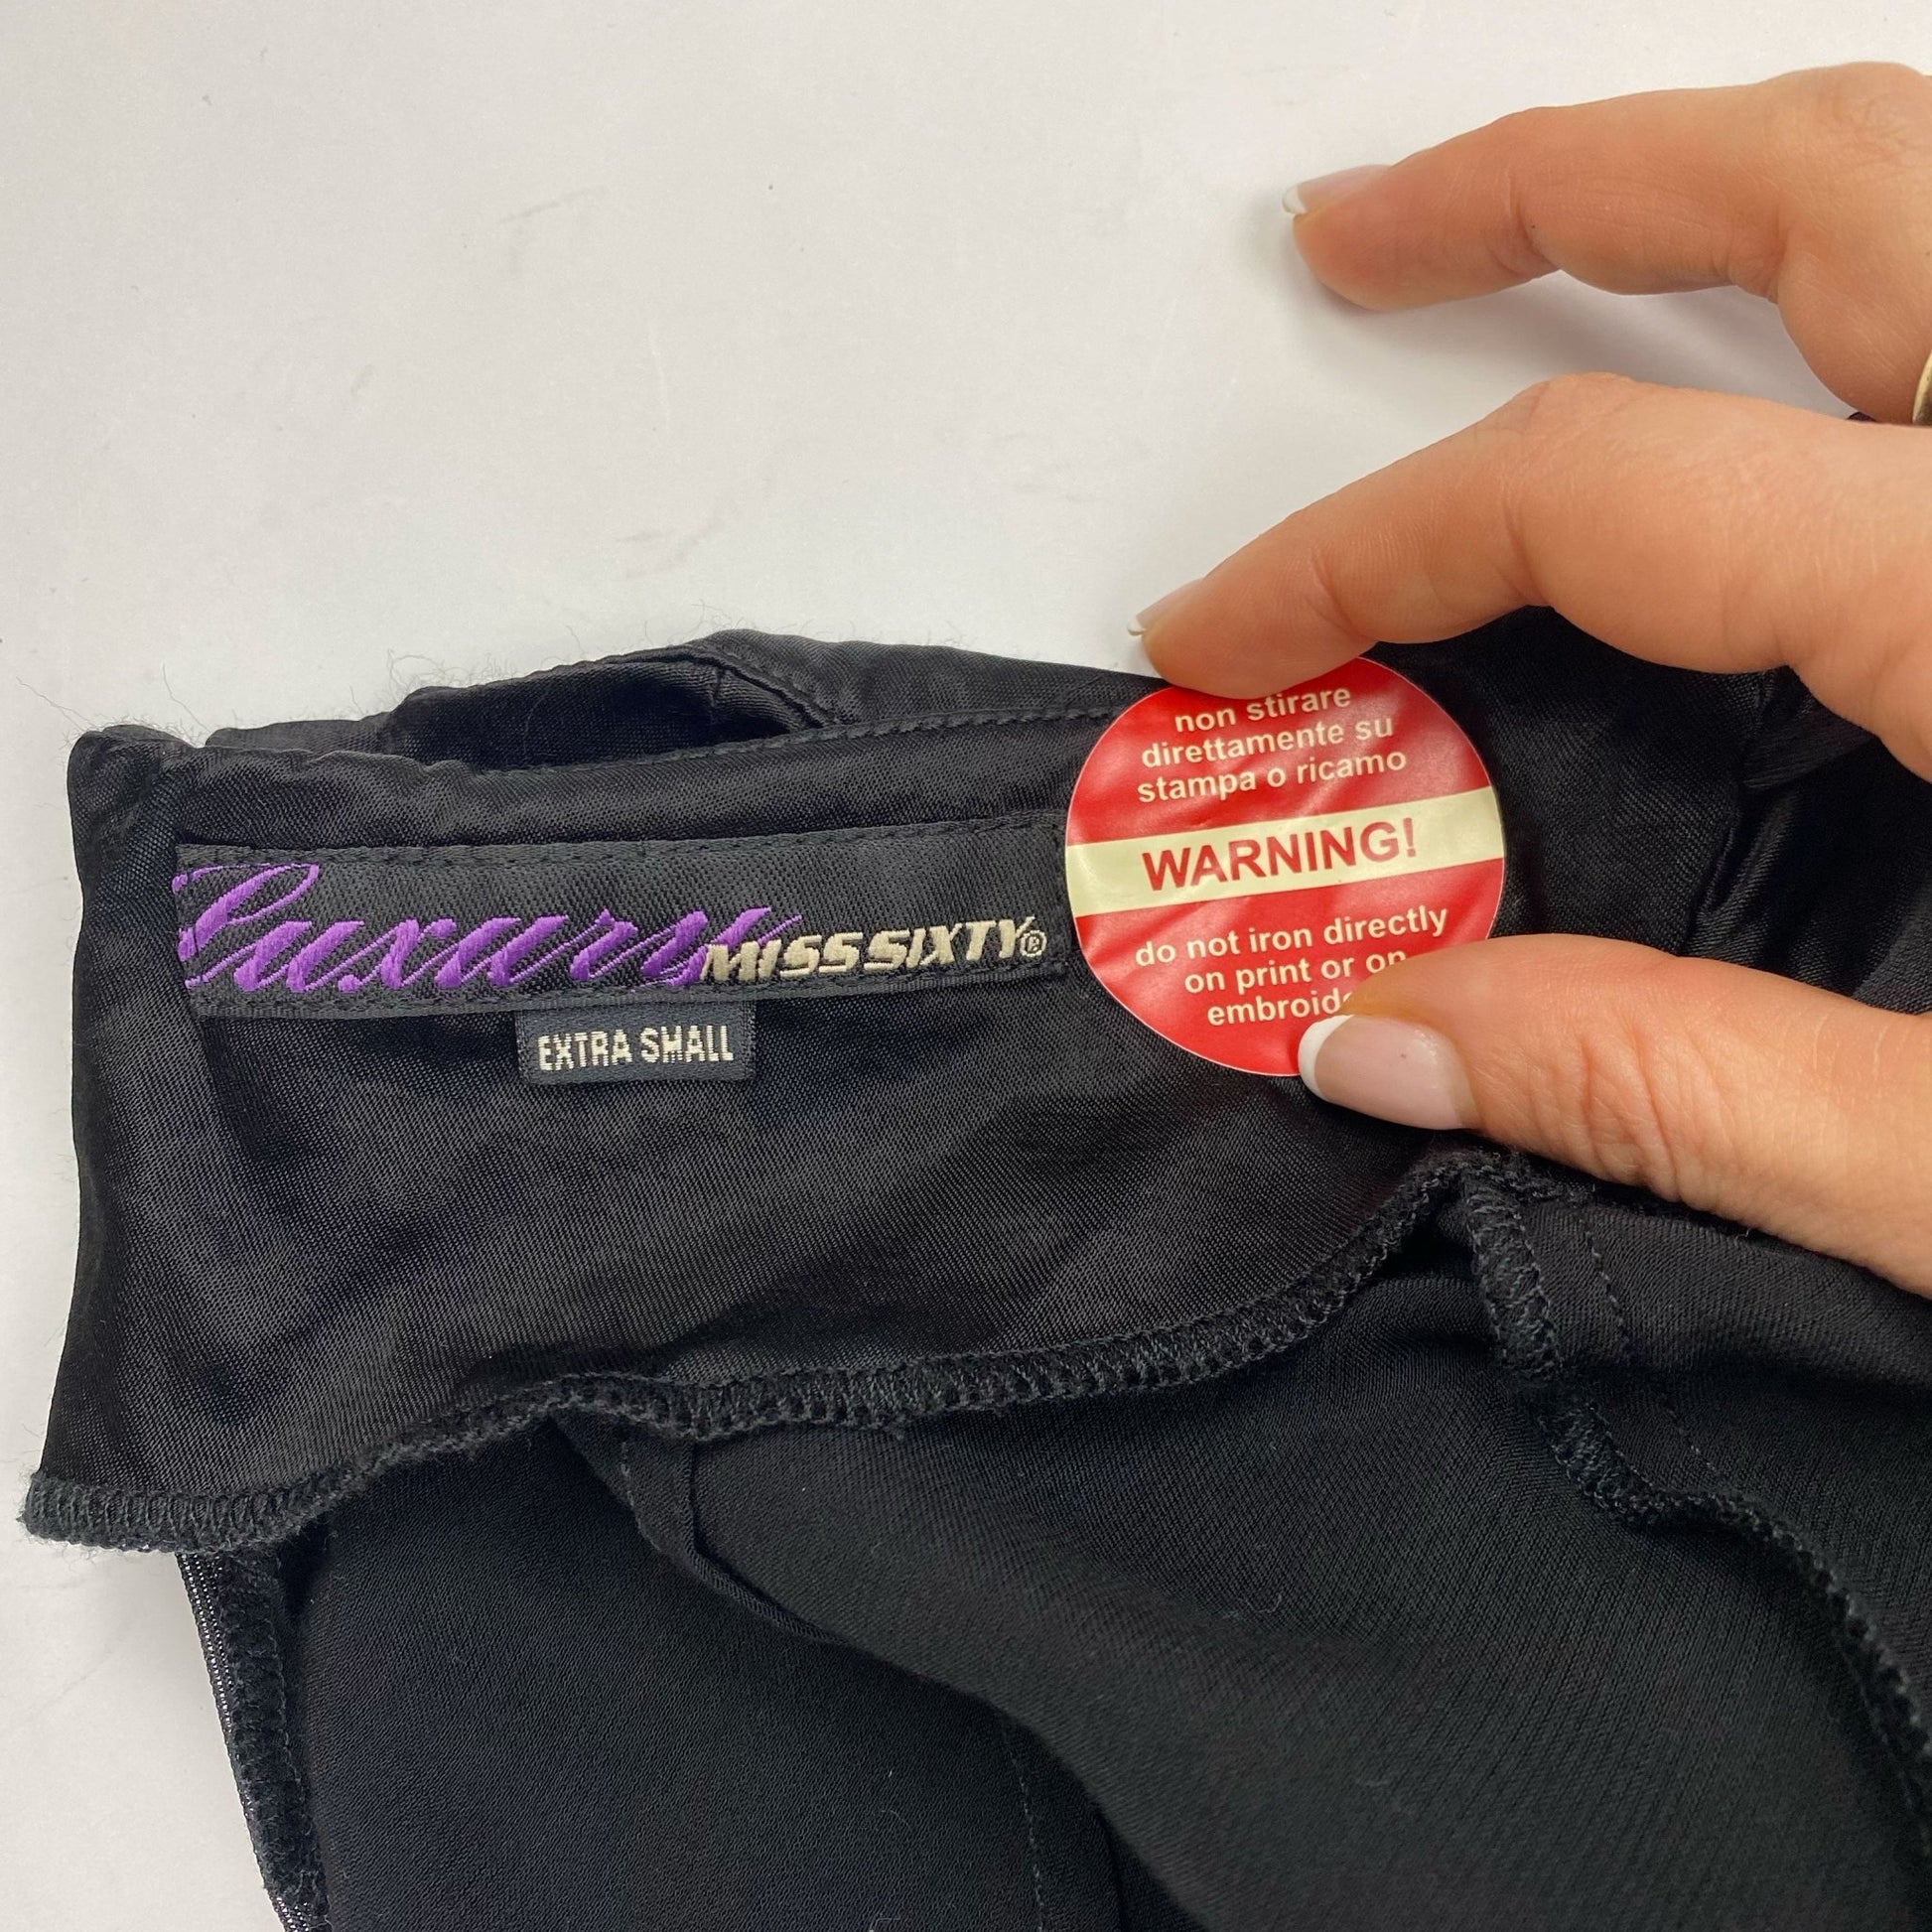 Luxury MISS SIXTY®
EXTRA SMALL
non stirare
direttamente su
stampa o ricamo
WARNING!
do not iron directly
on print or on